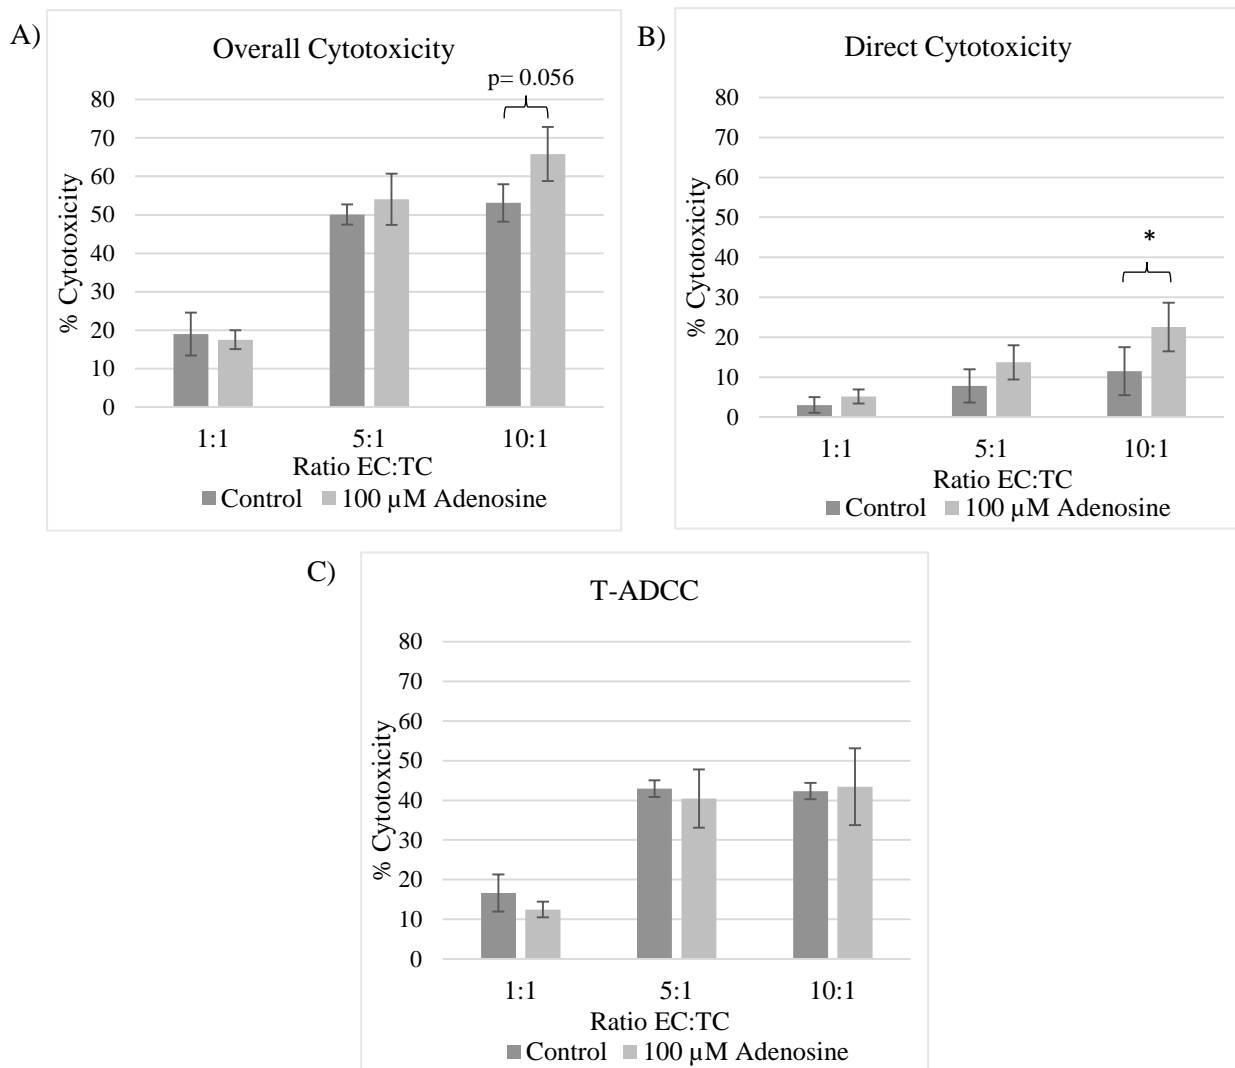 A)
Overall Cytotoxicity
p= 0.056
80
70
60
50
40
30
20
10
0
% Cytotoxicity
1:1 5:1 10:1
Ratio EC:TC
Control 100 µM Adenosine
B)
Direct Cytotoxicity
*
80
70
60
50
40
30
20
10
0
% Cytotoxicity
1:1 5:1 10:1
Ratio EC:TC
Control 100 µM Adenosine
C)
T-ADCC
80
70
60
50
40
30
20
10
0
% Cytotoxicity
1:1 5:1 10:1
Ratio EC:TC
Control 100 µM Adenosine